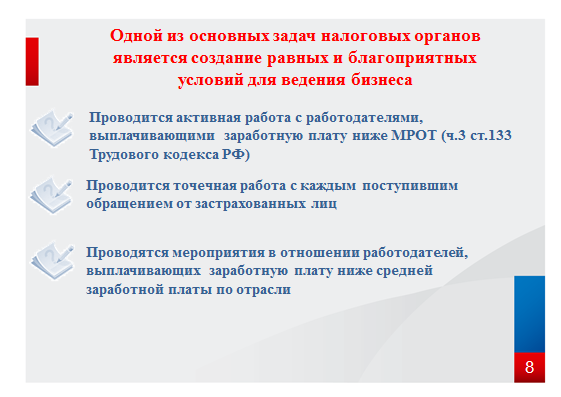 Одной из основных задач налоговых органов
является создание равных и благоприятных
условий для ведения бизнеса
Проводится активная работа с работодателями,
выплачивающими заработную плату ниже МРОТ (ч.3 ст.133
Трудового кодекса РФ)
Проводится точечная работа с каждым поступившим
обращением от застрахованных лиц
Проводятся мероприятия в отношении работодателей,
выплачивающих заработную плату ниже средней
заработной платы по отрасли
8